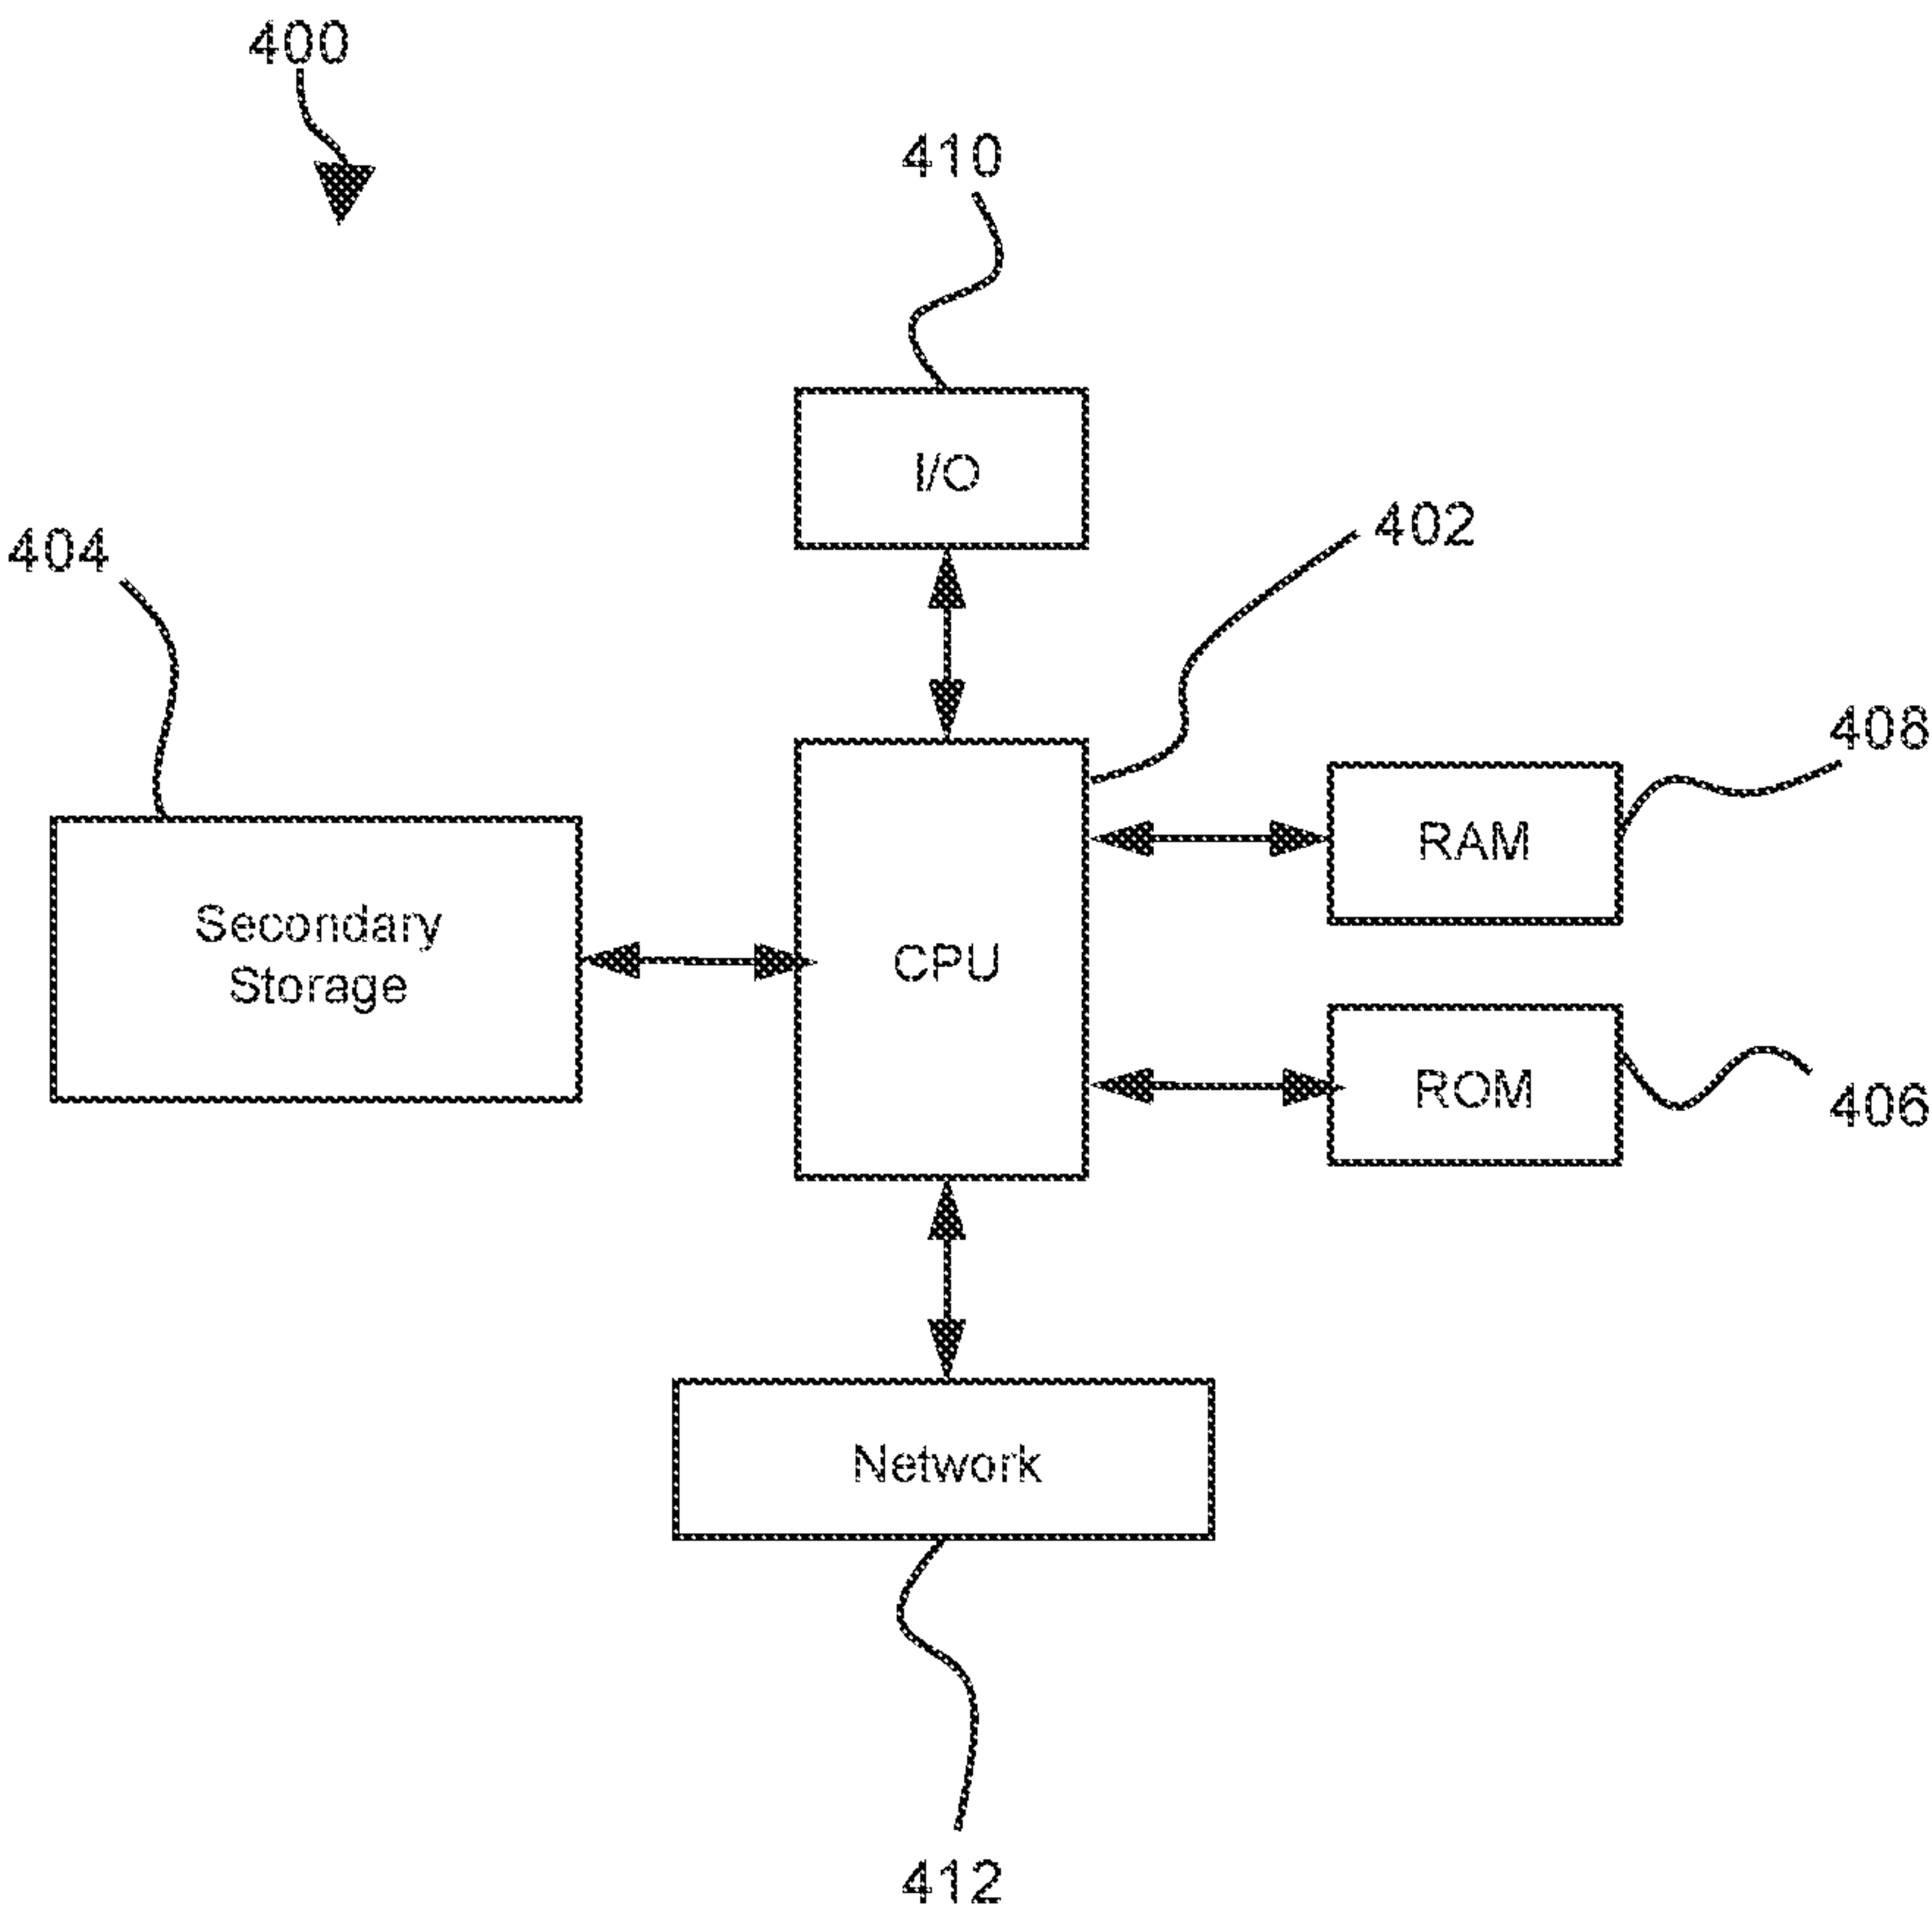 400
410
I/O
402
404
408
RAM
Secondary
Storage
CPU
ROM
406
Network
412